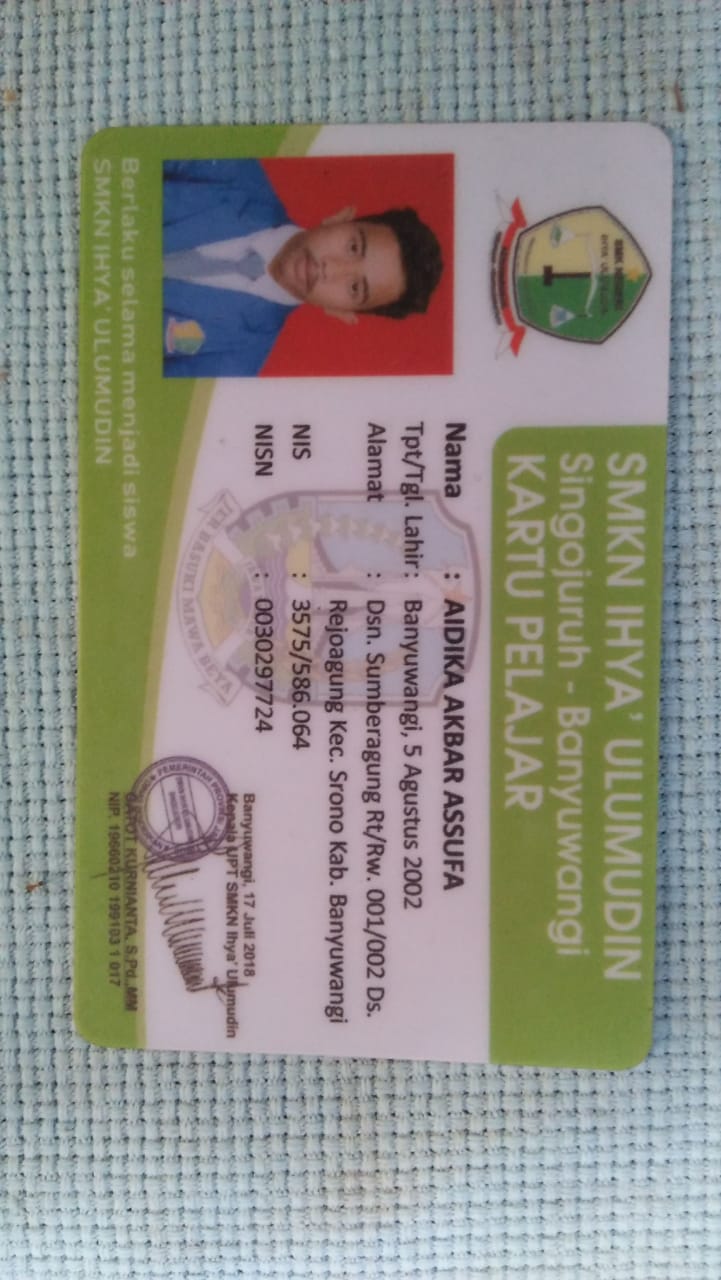 SMKN IHYA' ULUMUDIN
Singojuruh - Banyuwangi
KARTU PELAJAR
Nama : AIDIKA AKBAR ASSUFA
Tpt/Tgl. Lahir : Banyuwangi, 5 Agustus 2002
Alamat : Dsn. Sumberagung Rt/Rw. 001/002 Ds.
Rejoagung Kec. Srono Kab. Banyuwangi
NIS : 3575/586.064
NISN : 0030297724
JER BASUKI MAWA BEYA
Banyuwangi, 17 Juli 2018
Kepala UPT SMKN Ihya' Ulumudin
GATOT KURNIANTA, S.Pd.,MM
NIP. 19660210 199103 1 017
Berlaku selama menjadi siswa
SMKN IHYA' ULUMUDIN